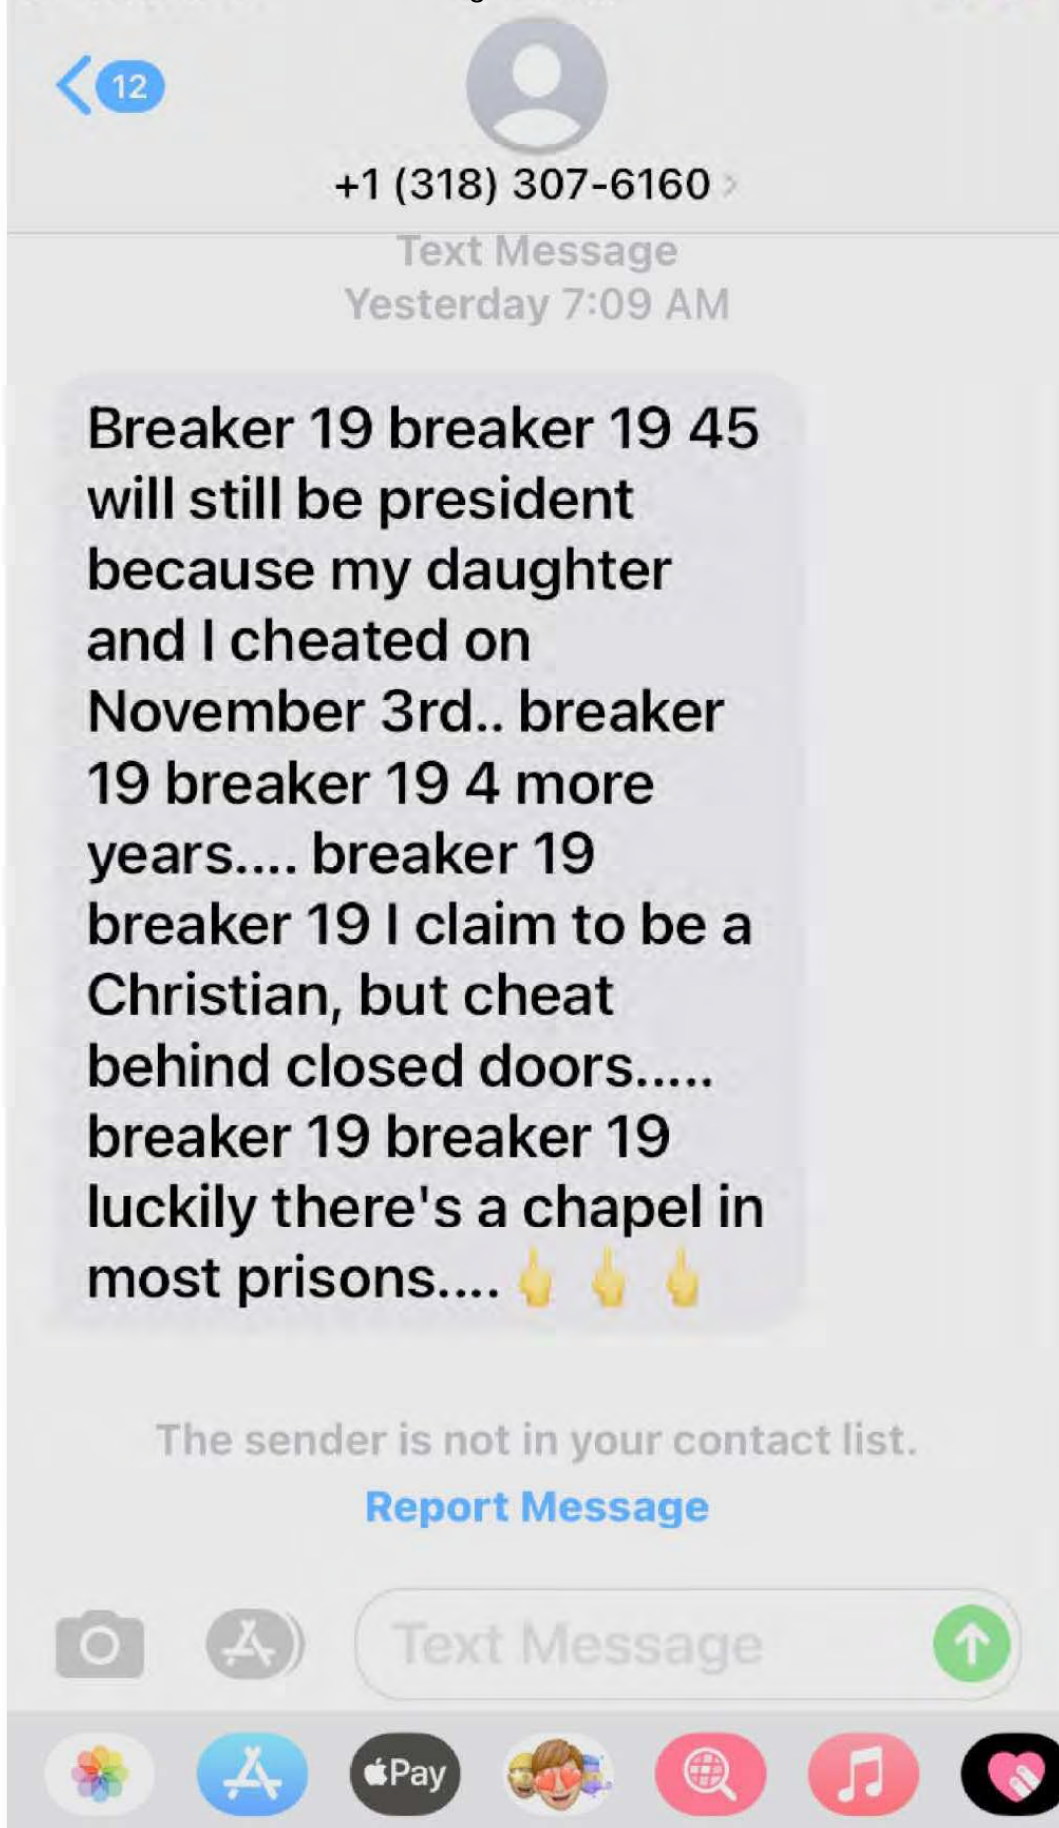 12
+1 (318) 307-6160
Text Message
Yesterday 7:09 AM
Breaker 19 breaker 19 45
will still be president
because my daughter
and I cheated on
November 3rd.. breaker
19 breaker 19 4 more
years.... breaker 19
breaker 19 I claim to be a
Christian, but cheat
behind closed doors.....
breaker 19 breaker 19
luckily there's a chapel in
most prisons.... 🖕 🖕 🖕
The sender is not in your contact list.
Report Message
Text Message
Pay